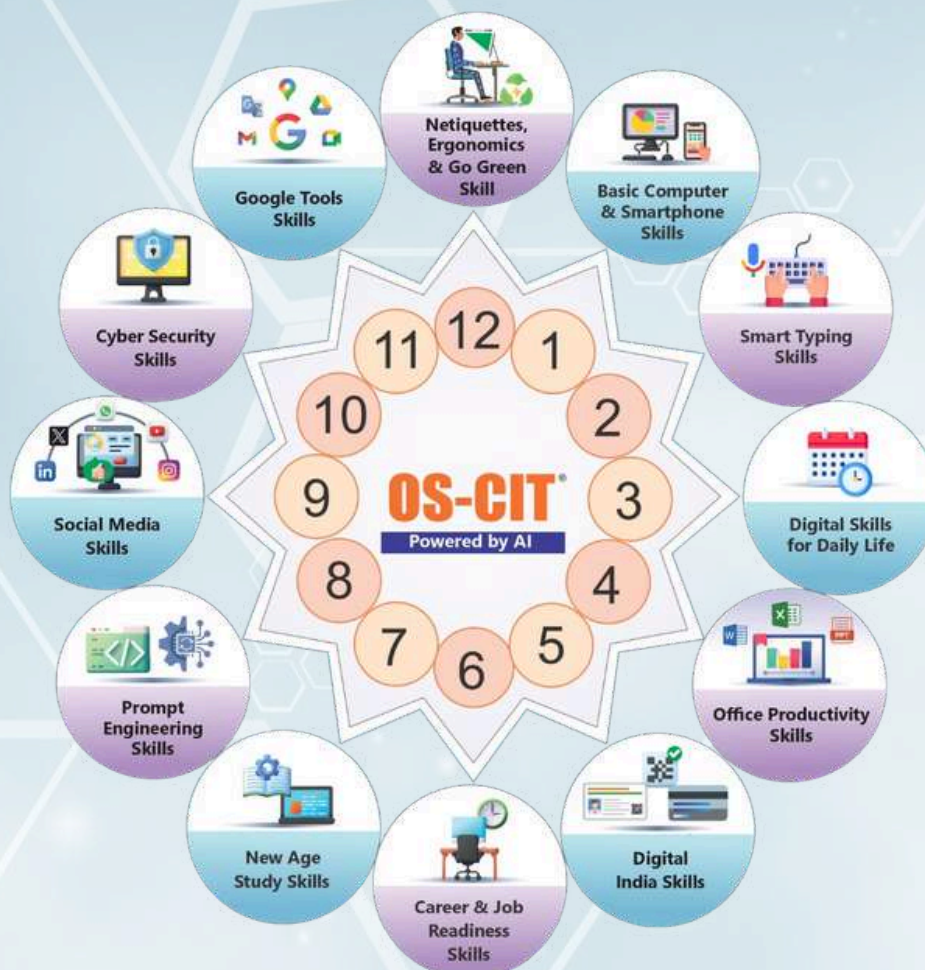 Netiquettes,
Ergonomics
& Go Green
Skill
Basic Computer
& Smartphone
Skills
Smart Typing
Skills
Digital Skills
for Daily Life
W
X
PPT
Office Productivity
Skills
Digital
India Skills
Career & Job
Readiness
Skills
New Age
Study Skills
</>
Prompt
Engineering
Skills
X
in
Social Media
Skills
Cyber Security
Skills
G
M
Google Tools
Skills
12
1
2
3
4
5
6
7
8
9
10
11
OS-CIT®
Powered by AI